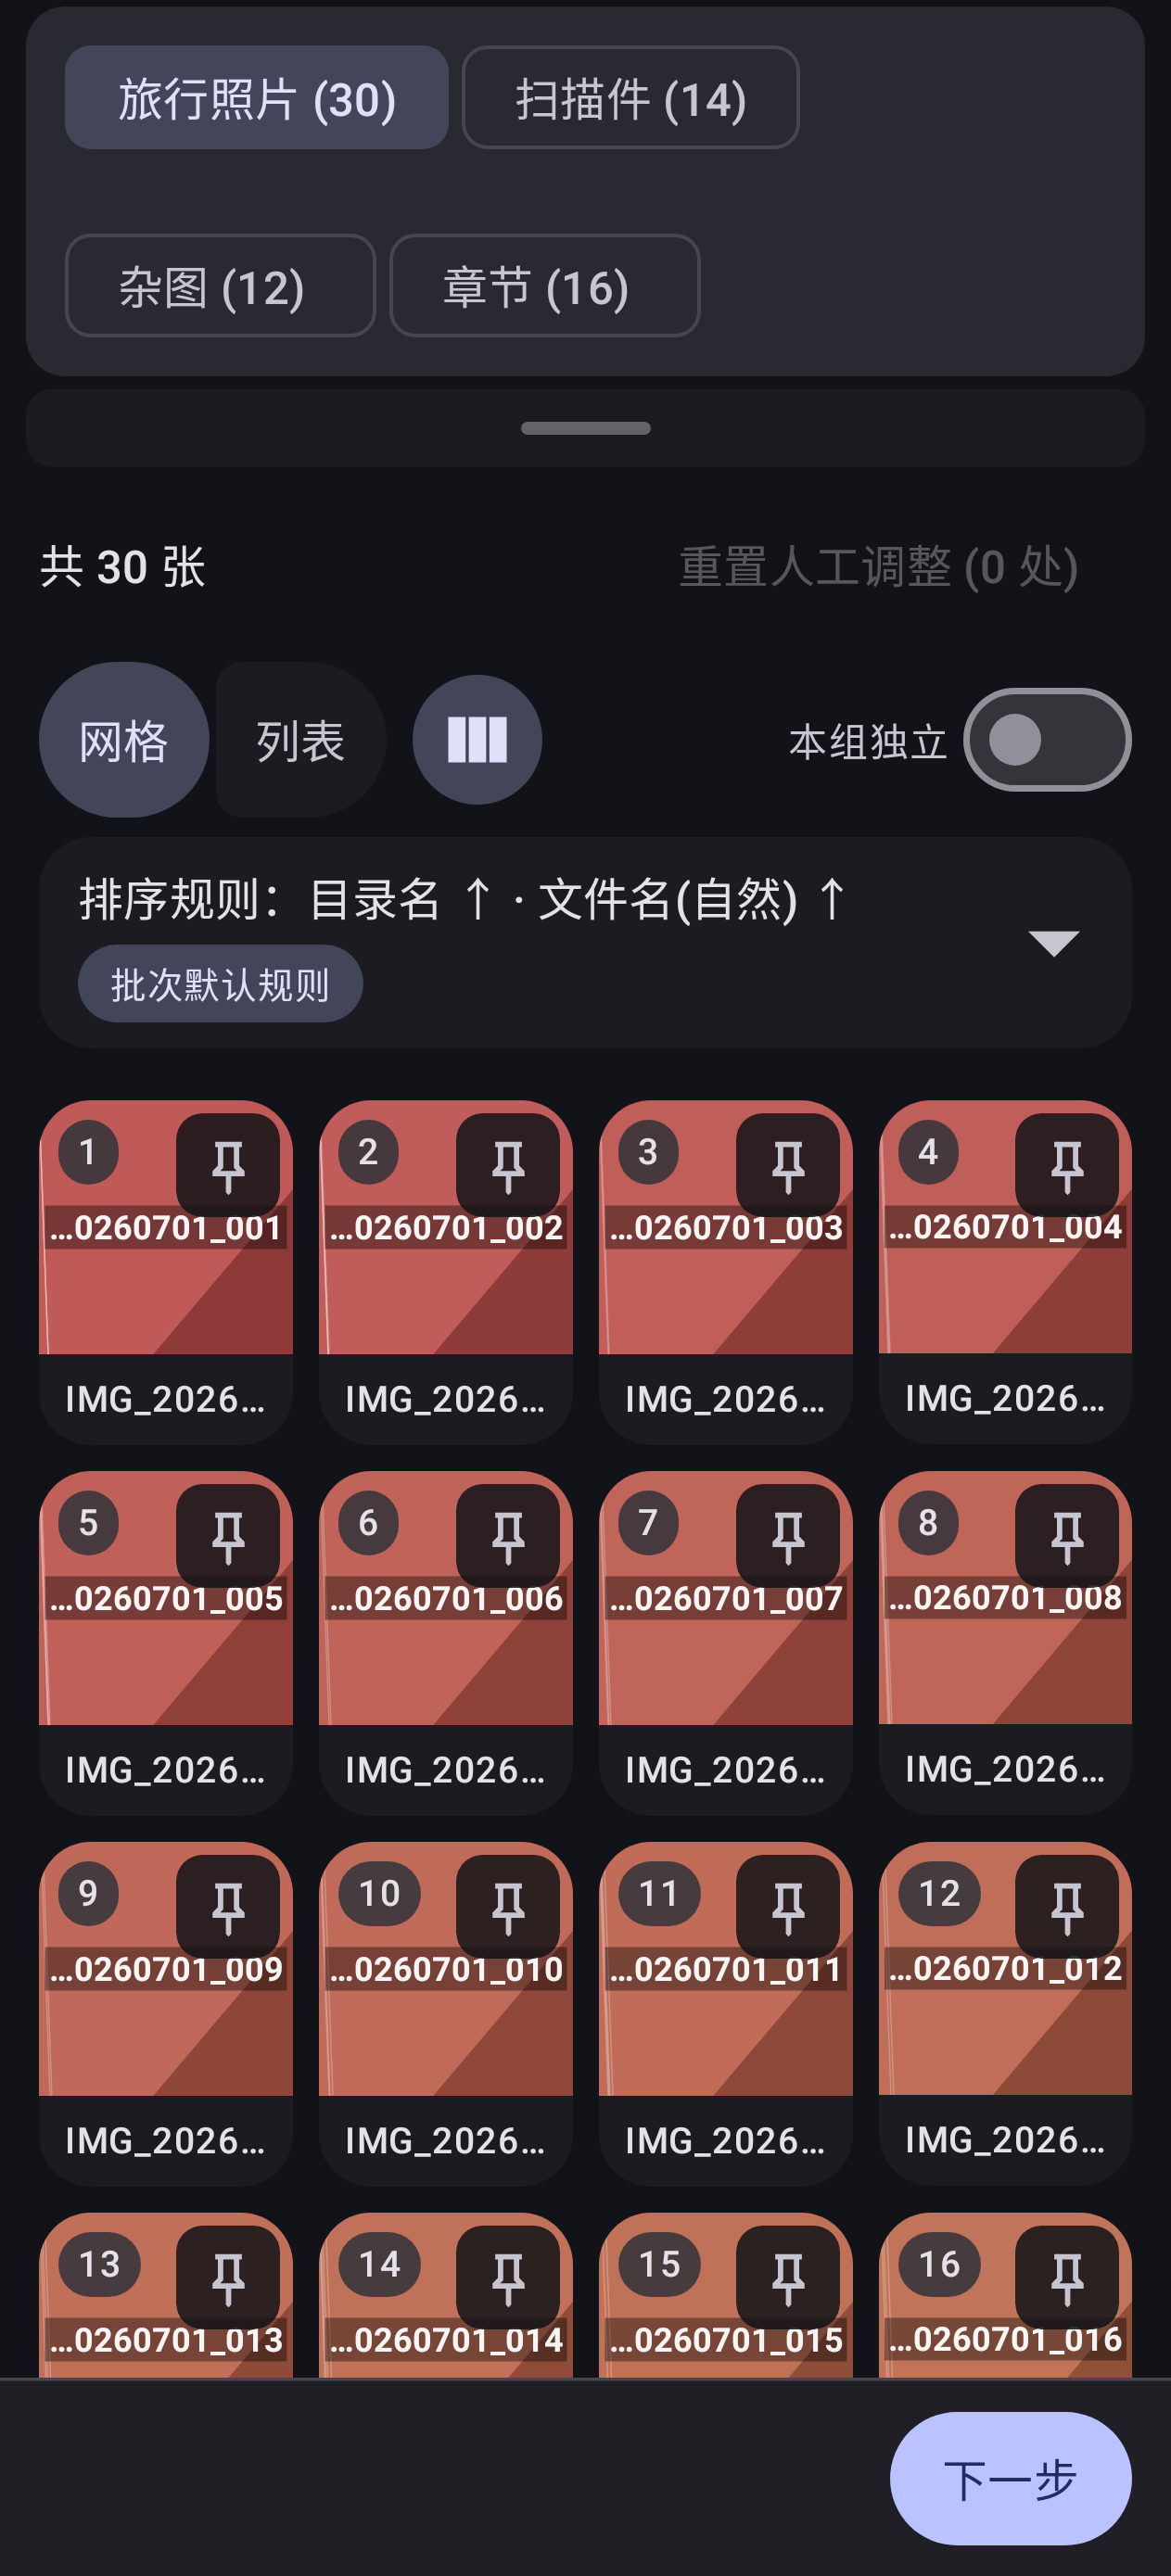 旅行照片 (30)
扫描件 (14)
杂图 (12)
章节 (16)
共 30 张
重置人工调整 (0 处)
网格
列表
本组独立
排序规则：目录名 ↑ · 文件名(自然) ↑
批次默认规则
1
2
3
4
…0260701_001
…0260701_002
…0260701_003
…0260701_004
IMG_2026…
IMG_2026…
IMG_2026…
IMG_2026…
5
6
7
8
…0260701_005
…0260701_006
…0260701_007
…0260701_008
IMG_2026…
IMG_2026…
IMG_2026…
IMG_2026…
9
10
11
12
…0260701_009
…0260701_010
…0260701_011
…0260701_012
IMG_2026…
IMG_2026…
IMG_2026…
IMG_2026…
13
14
15
16
…0260701_013
…0260701_014
…0260701_015
…0260701_016
下一步